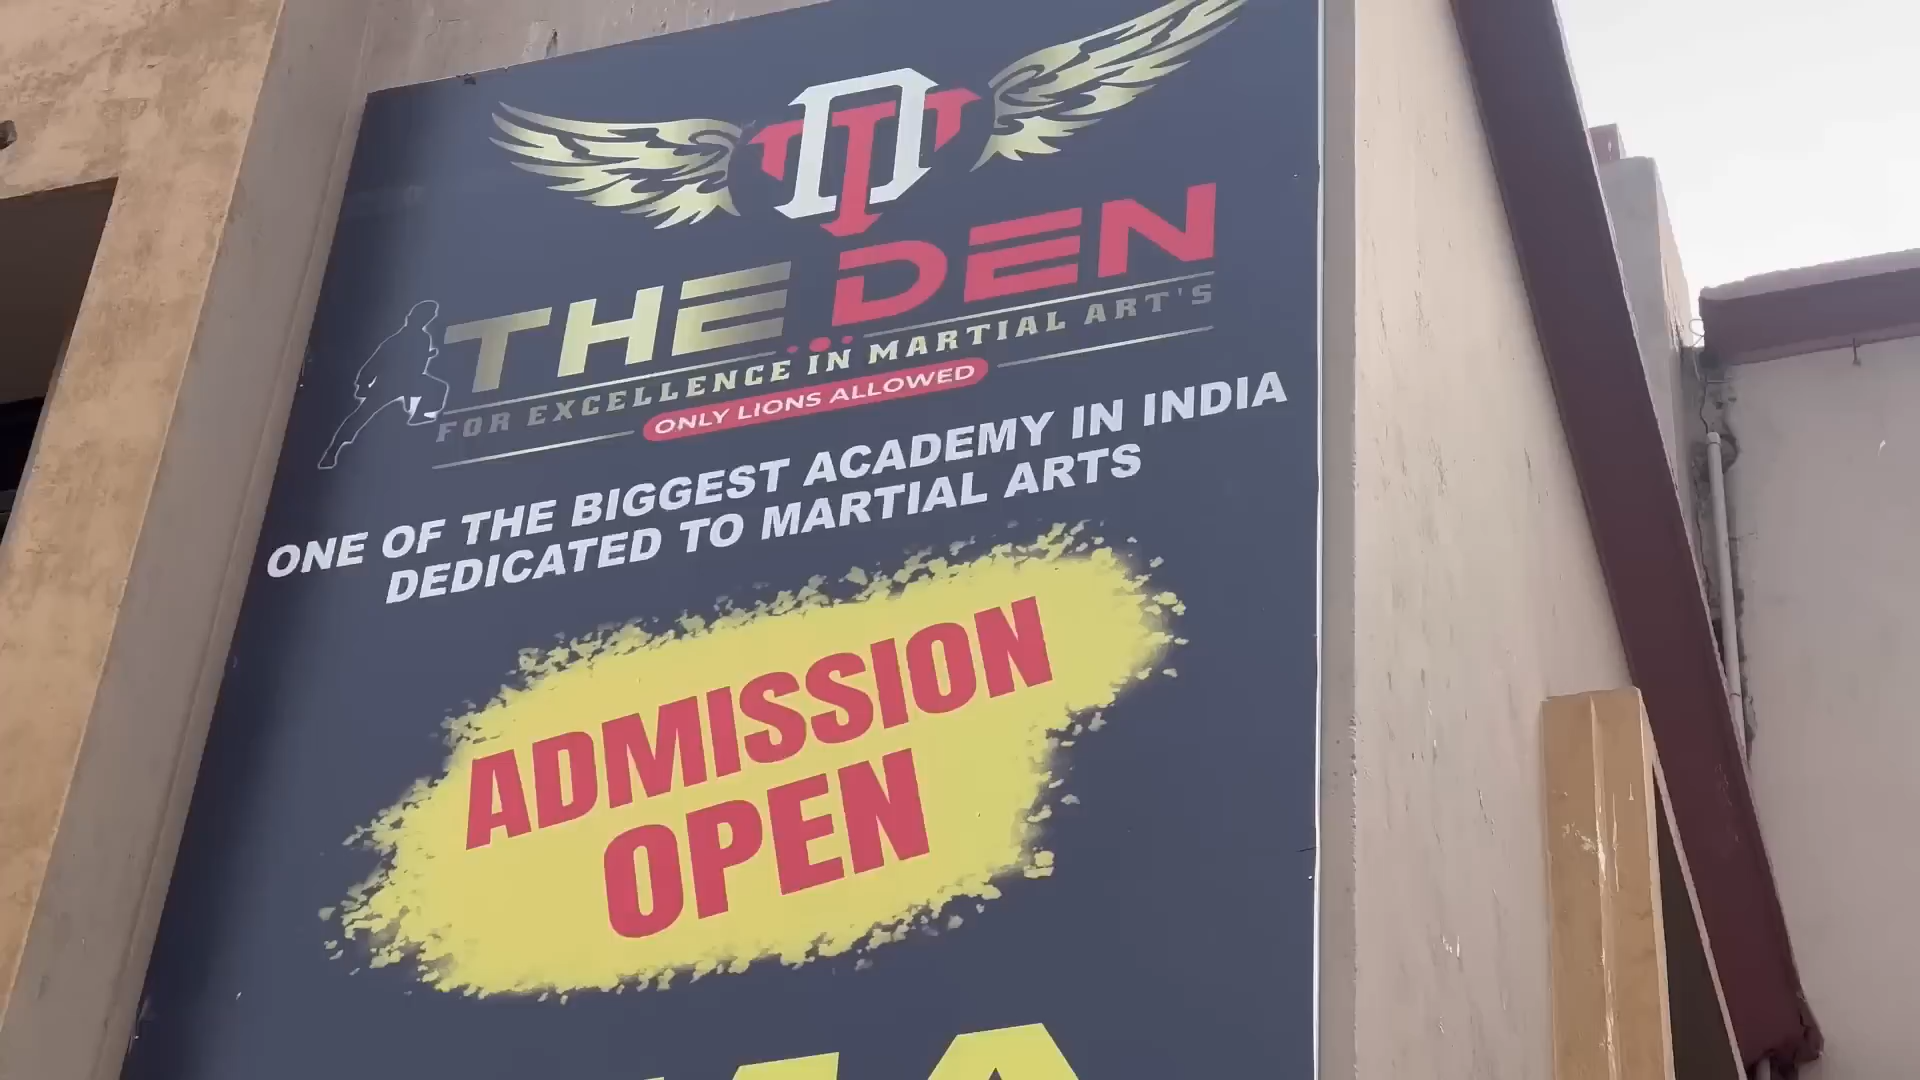 THE DEN
FOR EXCELLENCE IN MARTIAL ART'S
ONLY LIONS ALLOWED
ONE OF THE BIGGEST ACADEMY IN INDIA
DEDICATED TO MARTIAL ARTS
ADMISSION
OPEN